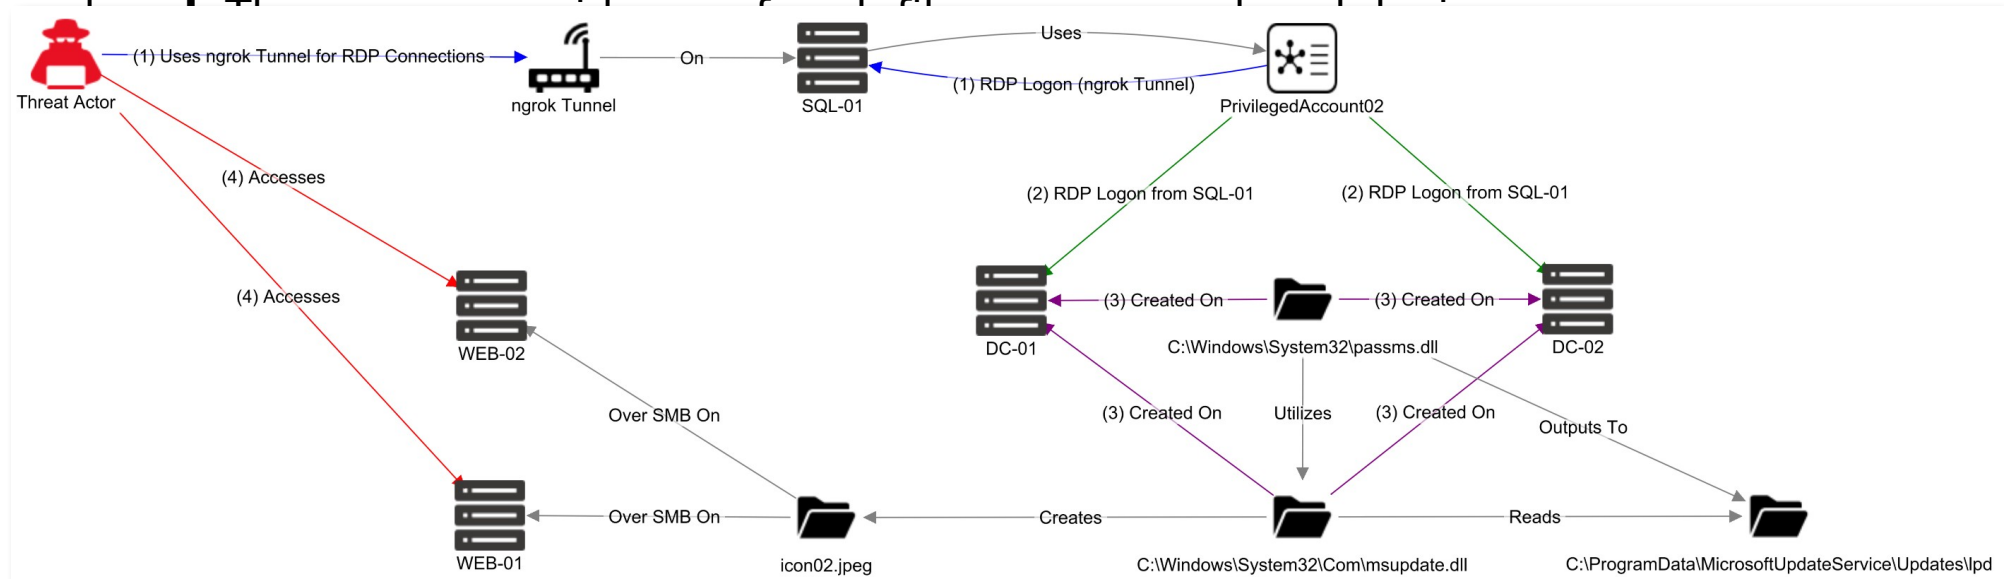 (1) Uses ngrok Tunnel for RDP Connections
On
Uses
(1) RDP Logon (ngrok Tunnel)
Threat Actor
ngrok Tunnel
SQL-01
PrivilegedAccount02
(4) Accesses
(2) RDP Logon from SQL-01
(2) RDP Logon from SQL-01
(4) Accesses
(3) Created On
(3) Created On
WEB-02
DC-01
C:\Windows\System32\passms.dll
DC-02
Over SMB On
(3) Created On
Utilizes
(3) Created On
Outputs To
Over SMB On
Creates
Reads
WEB-01
icon02.jpeg
C:\Windows\System32\Com\msupdate.dll
C:\ProgramData\MicrosoftUpdateService\Updates\lpd